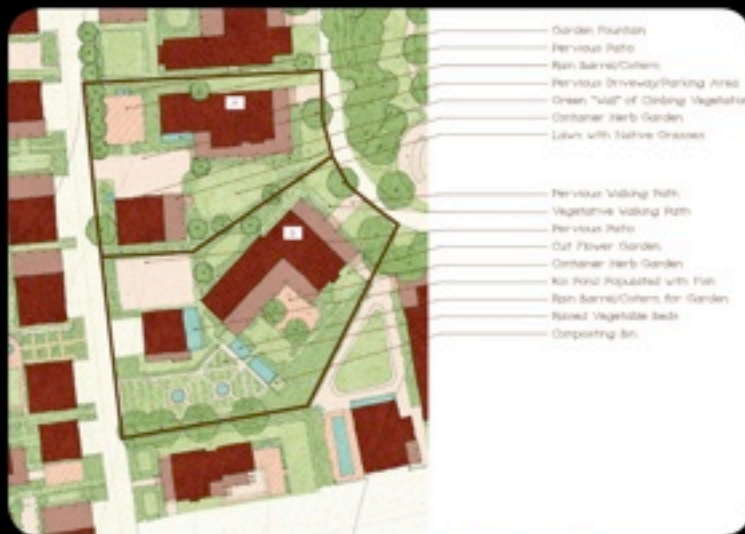 Garden Fountain
Pervious Patio
Rain Barrel/Cistern
Pervious Driveway/Parking Area
Green "Wall" of Climbing Vegetation
Container Herb Garden
Lawn with Native Grasses
Pervious Walking Path
Vegetative Walking Path
Pervious Patio
Cut Flower Garden
Container Herb Garden
Koi Pond Populated with Fish
Rain Barrel/Cistern for Garden
Raised Vegetable Beds
Composting Bin